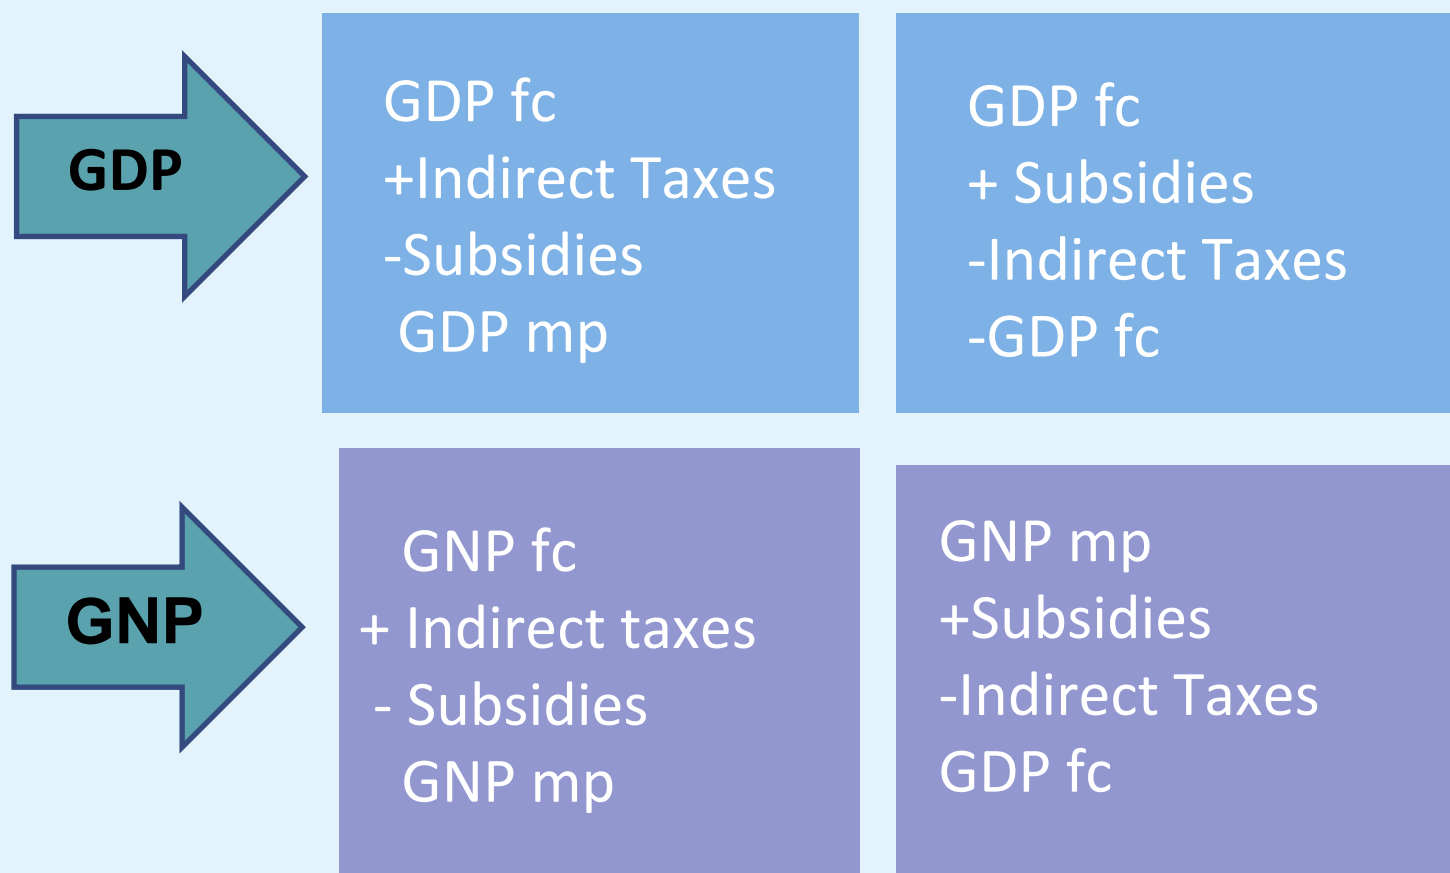 GDP
GDP fc
+Indirect Taxes
-Subsidies
GDP mp
GDP fc
+ Subsidies
-Indirect Taxes
-GDP fc
GNP
GNP fc
+ Indirect taxes
- Subsidies
GNP mp
GNP mp
+Subsidies
-Indirect Taxes
GDP fc